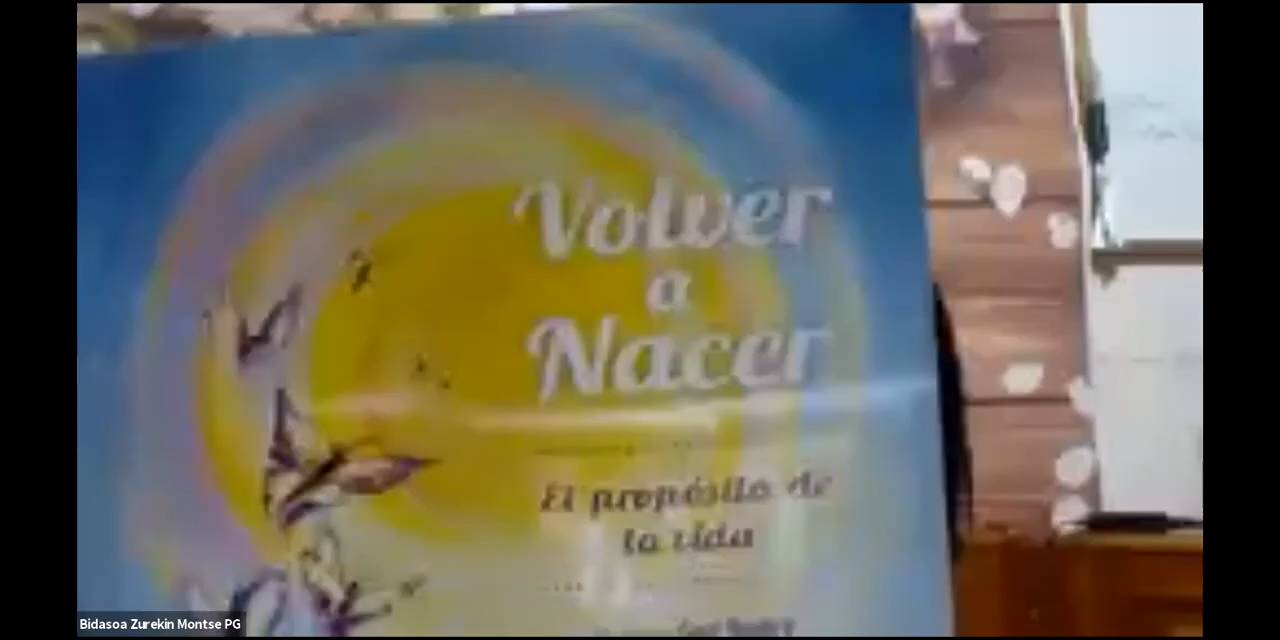 Volver
a
Nacer
El propósito de
la vida
Bidasoa Zurekin Montse PG